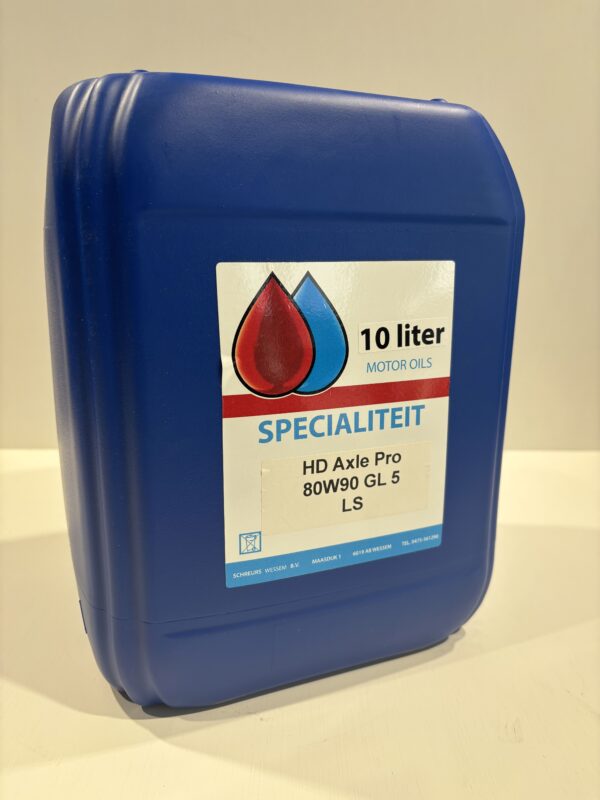 10 liter
MOTOR OILS
SPECIALITEIT
HD Axle Pro
80W90 GL 5
LS
SCHREURS WESSEM B.V. MAASDIJK 1 6019 AB WESSEM TEL.